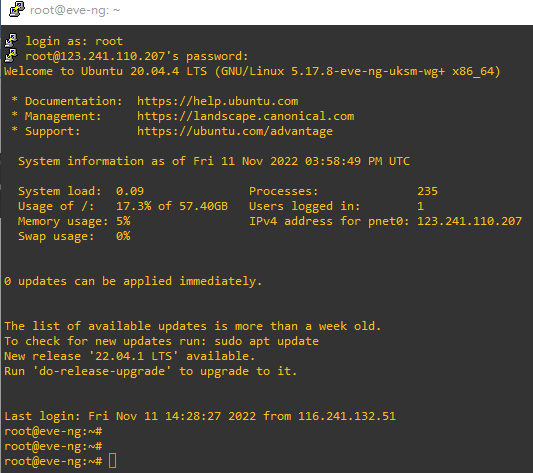 root@eve-ng: ~
login as: root
root@123.241.110.207's password:
Welcome to Ubuntu 20.04.4 LTS (GNU/Linux 5.17.8-eve-ng-uksm-wg+ x86_64)
* Documentation:  https://help.ubuntu.com
* Management:     https://landscape.canonical.com
* Support:        https://ubuntu.com/advantage
System information as of Fri 11 Nov 2022 03:58:49 PM UTC
System load:  0.09               Processes:             235
Usage of /:   17.3% of 57.40GB   Users logged in:       1
Memory usage: 5%                 IPv4 address for pnet0: 123.241.110.207
Swap usage:   0%
0 updates can be applied immediately.
The list of available updates is more than a week old.
To check for new updates run: sudo apt update
New release '22.04.1 LTS' available.
Run 'do-release-upgrade' to upgrade to it.
Last login: Fri Nov 11 14:28:27 2022 from 116.241.132.51
root@eve-ng:~#
root@eve-ng:~#
root@eve-ng:~#